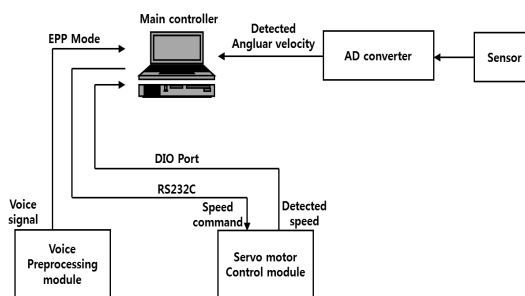 Main controller
EPP Mode
Detected
Angluar velocity
AD converter
Sensor
DIO Port
RS232C
Voice
signal
Speed
command
Detected
speed
Voice
Preprocessing
module
Servo motor
Control module